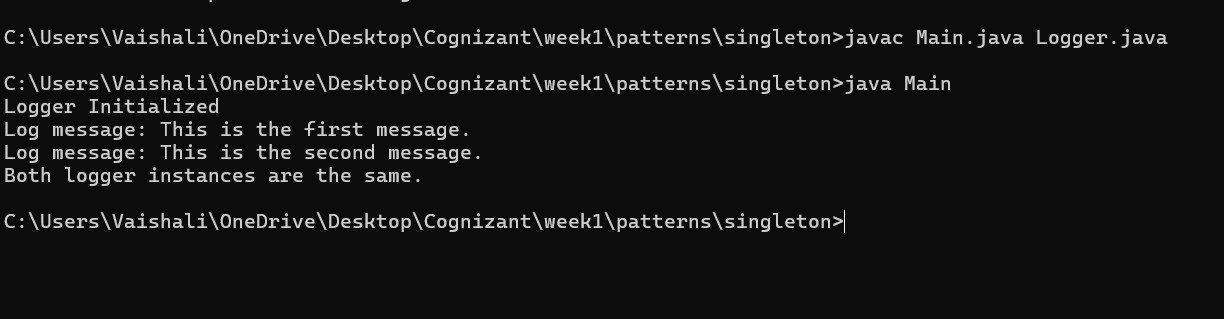 C:\Users\Vaishali\OneDrive\Desktop\Cognizant\week1\patterns\singleton>javac Main.java Logger.java
C:\Users\Vaishali\OneDrive\Desktop\Cognizant\week1\patterns\singleton>java Main
Logger Initialized
Log message: This is the first message.
Log message: This is the second message.
Both logger instances are the same.
C:\Users\Vaishali\OneDrive\Desktop\Cognizant\week1\patterns\singleton>